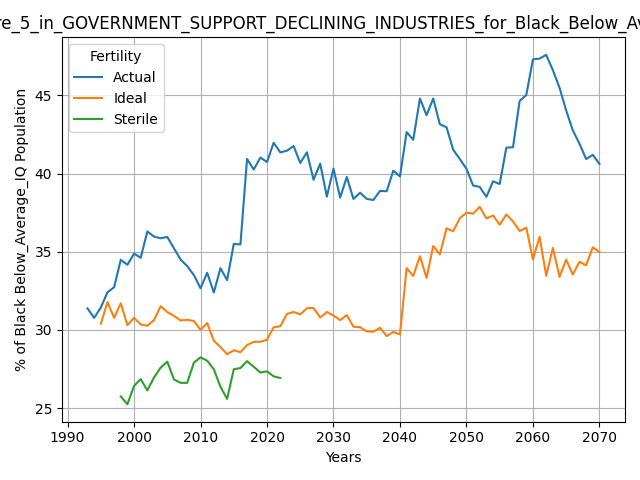 re_5_in_GOVERNMENT_SUPPORT_DECLINING_INDUSTRIES_for_Black_Below_Av
Fertility
Actual
Ideal
Sterile
% of Black Below_Average_IQ Population
45
40
35
30
25
1990 2000 2010 2020 2030 2040 2050 2060 2070
Years